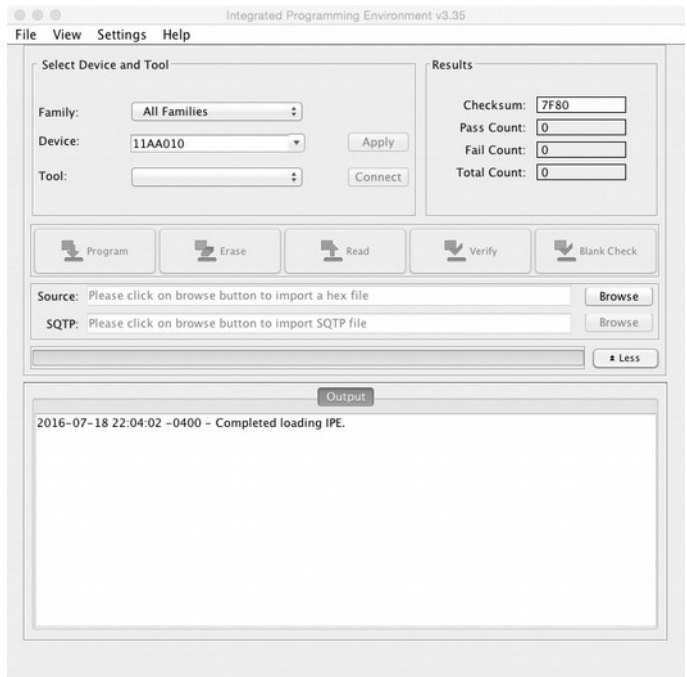 Integrated Programming Environment v3.35
File View Settings Help
Select Device and Tool
Family: All Families
Device: 11AA010 Apply
Tool: Connect
Results
Checksum: 7F80
Pass Count: 0
Fail Count: 0
Total Count: 0
Program Erase Read Verify Blank Check
Source: Please click on browse button to import a hex file Browse
SQTP: Please click on browse button to import SQTP file Browse
Less
Output
2016-07-18 22:04:02 -0400 - Completed loading IPE.